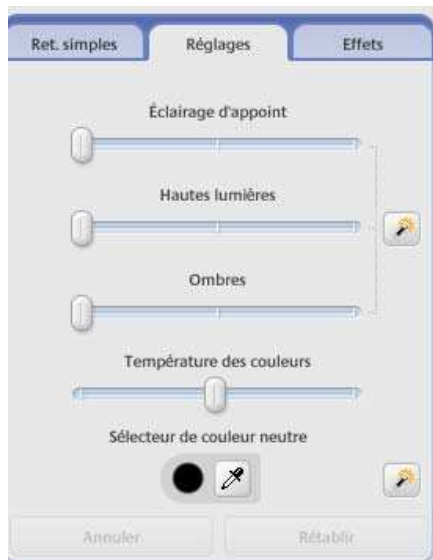 Ret. simples
Réglages
Effets
Éclairage d'appoint
Hautes lumières
Ombres
Température des couleurs
Sélecteur de couleur neutre
Annuler
Rétablir